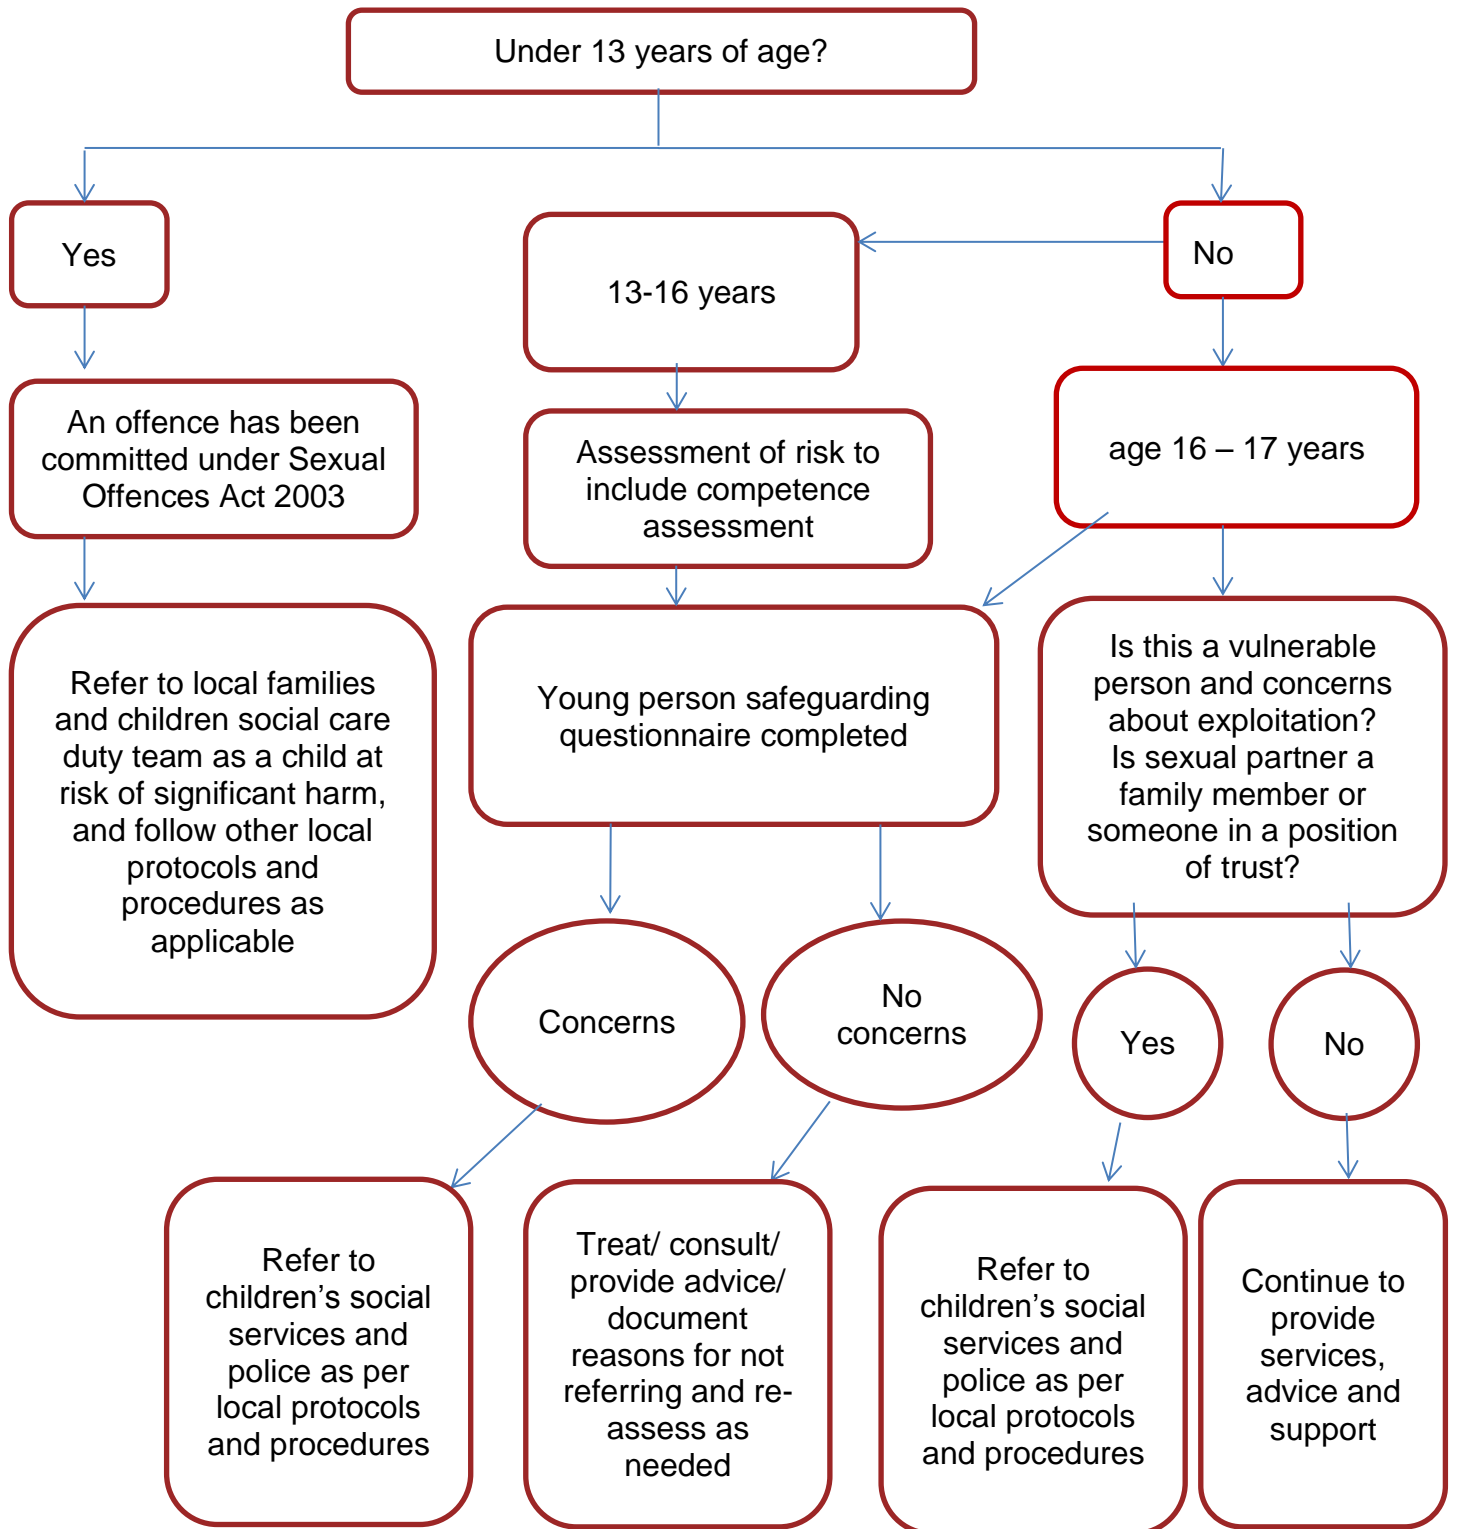 Under 13 years of age?
Yes
No
13-16 years
An offence has been
committed under Sexual
Offences Act 2003
Assessment of risk to
include competence
assessment
age 16 – 17 years
Refer to local families
and children social care
duty team as a child at
risk of significant harm,
and follow other local
protocols and
procedures as
applicable
Young person safeguarding
questionnaire completed
Is this a vulnerable
person and concerns
about exploitation?
Is sexual partner a
family member or
someone in a position
of trust?
Concerns
No
concerns
Yes
No
Refer to
children’s social
services and
police as per
local protocols
and procedures
Treat/ consult/
provide advice/
document
reasons for not
referring and re-
assess as
needed
Refer to
children’s social
services and
police as per
local protocols
and procedures
Continue to
provide
services,
advice and
support